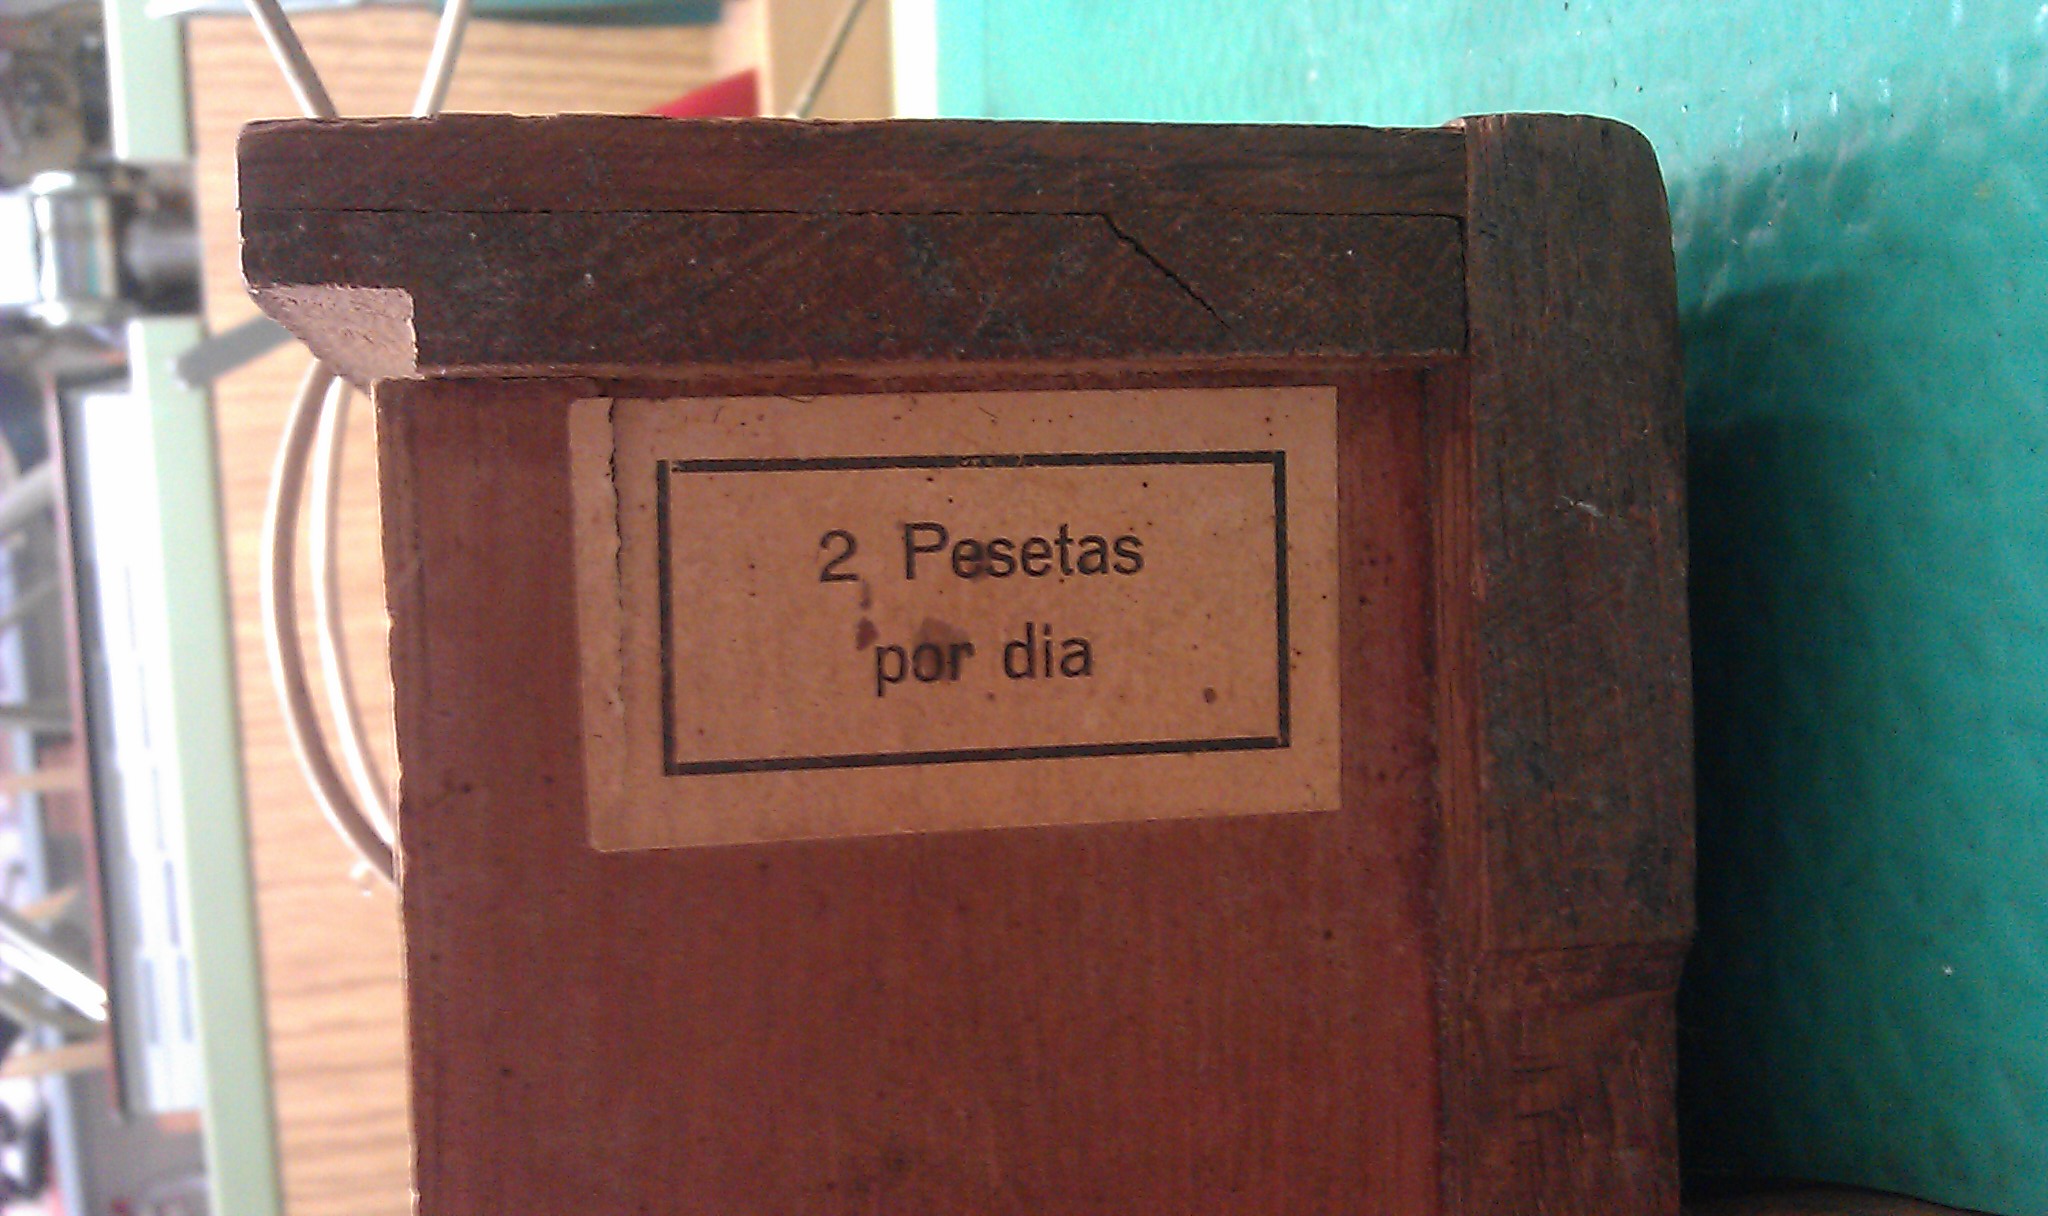 2 Pesetas
por dia